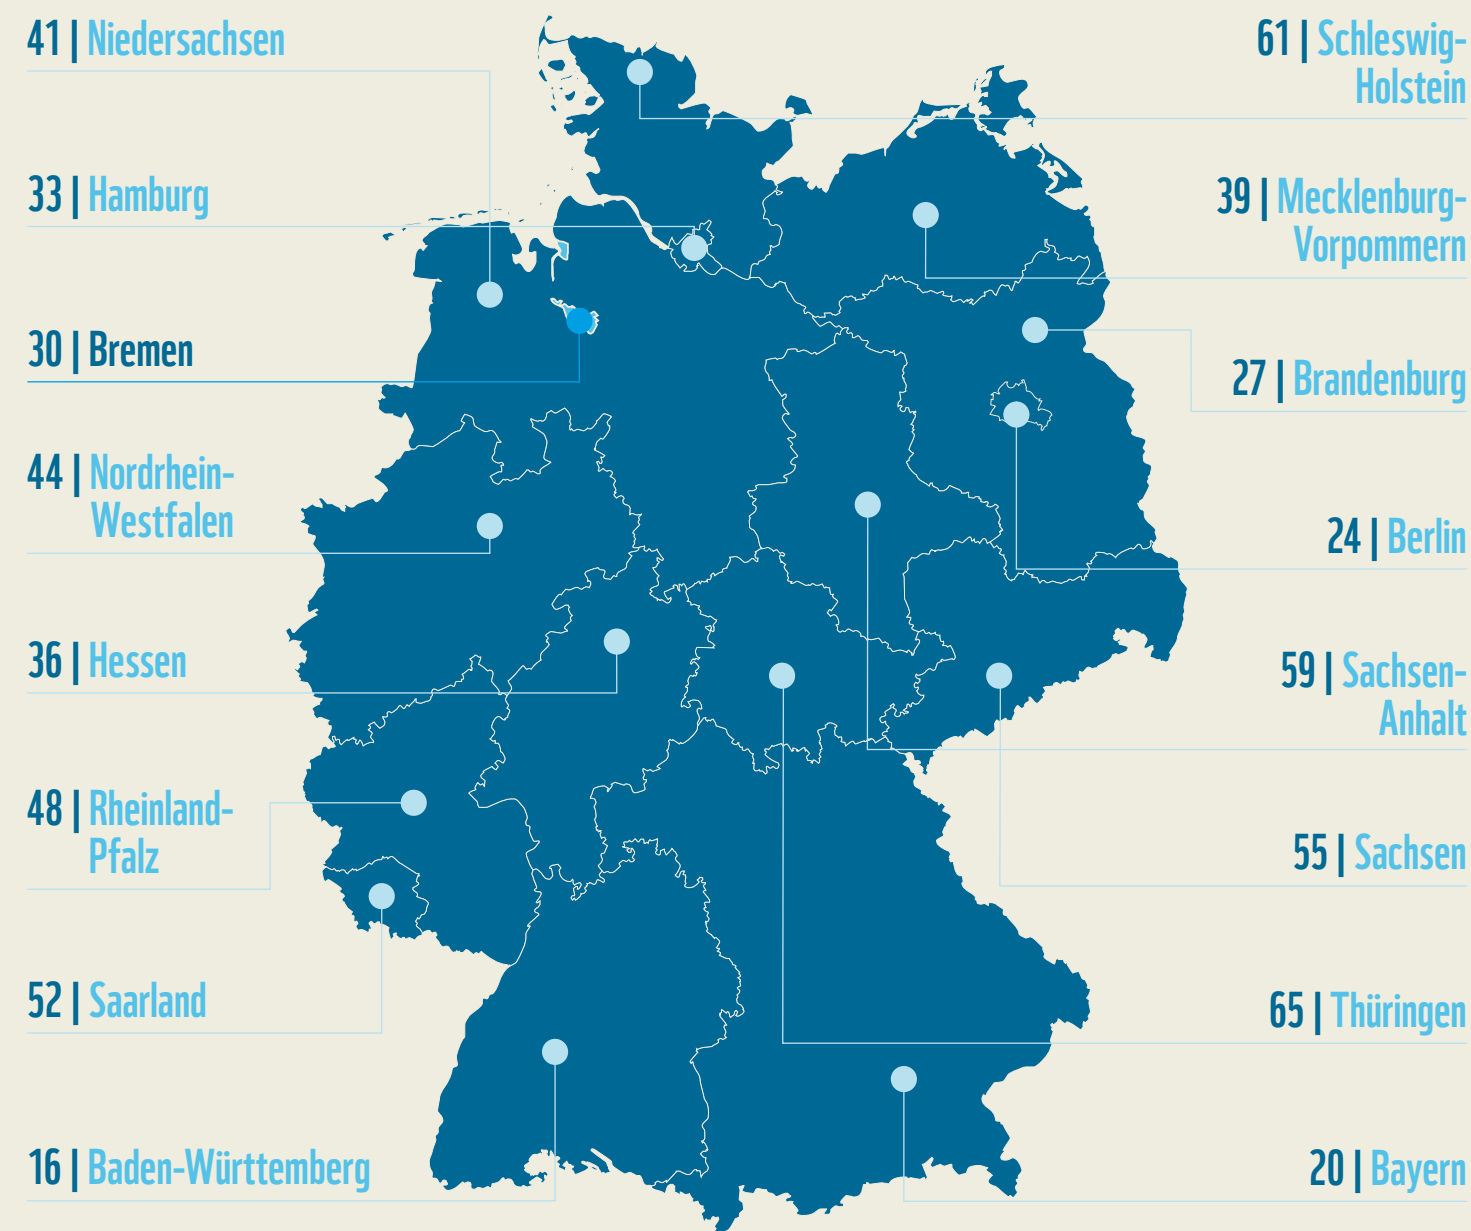 41 | Niedersachsen
33 | Hamburg
30 | Bremen
44 | Nordrhein-
Westfalen
36 | Hessen
48 | Rheinland-
Pfalz
52 | Saarland
16 | Baden-Württemberg
61 | Schleswig-
Holstein
39 | Mecklenburg-
Vorpommern
27 | Brandenburg
24 | Berlin
59 | Sachsen-
Anhalt
55 | Sachsen
65 | Thüringen
20 | Bayern